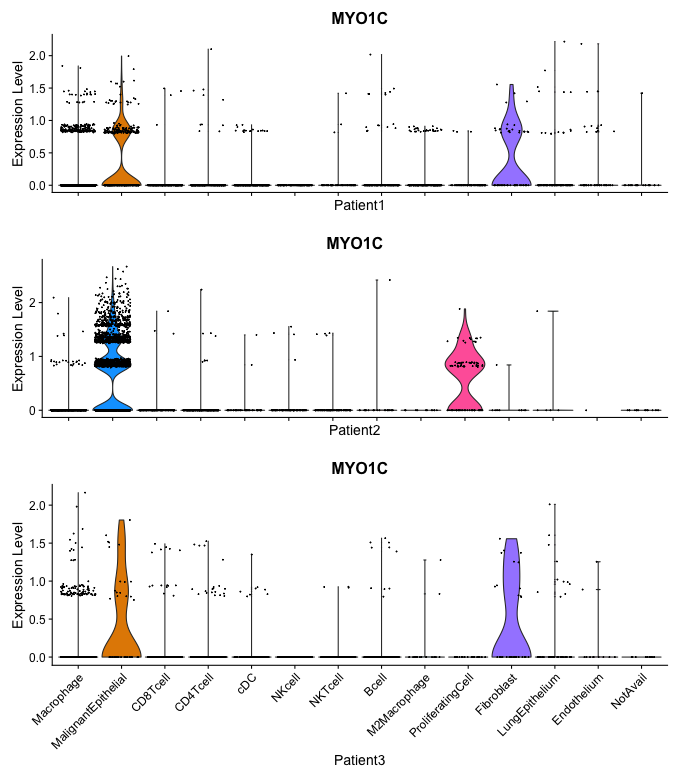 MYO1C
Expression Level
2.0
1.5
1.0
0.5
0.0
Patient1
MYO1C
Expression Level
2
1
0
Patient2
MYO1C
Expression Level
2.0
1.5
1.0
0.5
0.0
Macrophage
MalignantEpithelial
CD8Tcell
CD4Tcell
cDC
NKcell
NKTcell
Bcell
M2Macrophage
ProliferatingCell
Fibroblast
LungEpithelium
Endothelium
NotAvail
Patient3